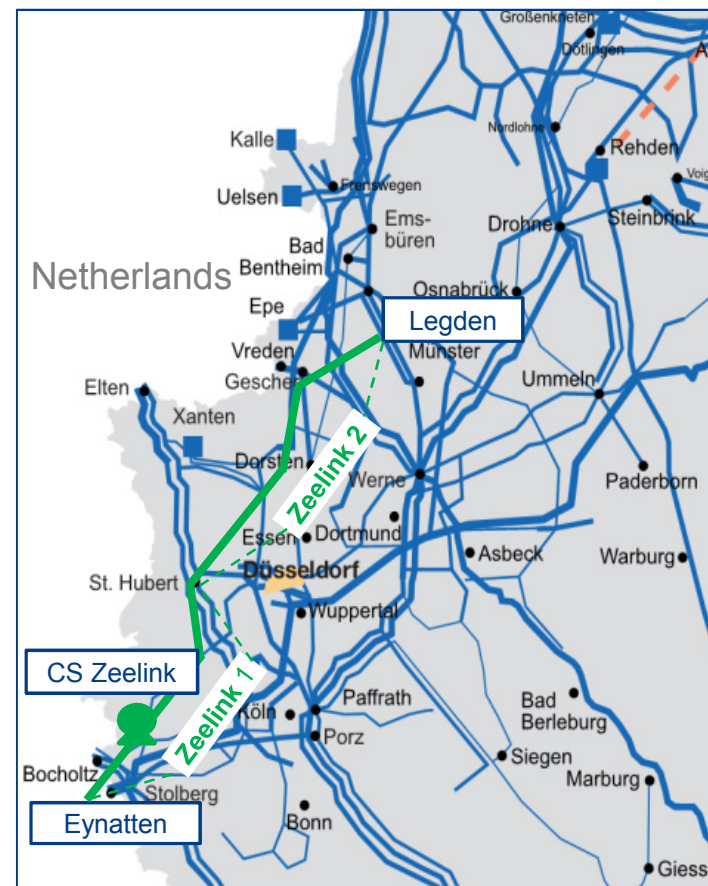 Großenkneten
Dötlingen
A
Kalle
Nordlohne
Rehden
Frenswegen
Voig
Uelsen
Steinbrink
Ems-
büren
Drohne
Bad
Bentheim
Netherlands
Osnabrück
Epe
Legden
Vreden
Münster
Gescher
Elten
Ummeln
Xanten
Zeelink 2
Dorsten
Werne
Paderborn
Essen
Dortmund
Asbeck
Warburg
Düsseldorf
St. Hubert
Wuppertal
CS Zeelink
Zeelink 1
Paffrath
Köln
Bad
Berleburg
Porz
Bocholtz
Siegen
Marburg
Stolberg
Eynatten
Bonn
Giess